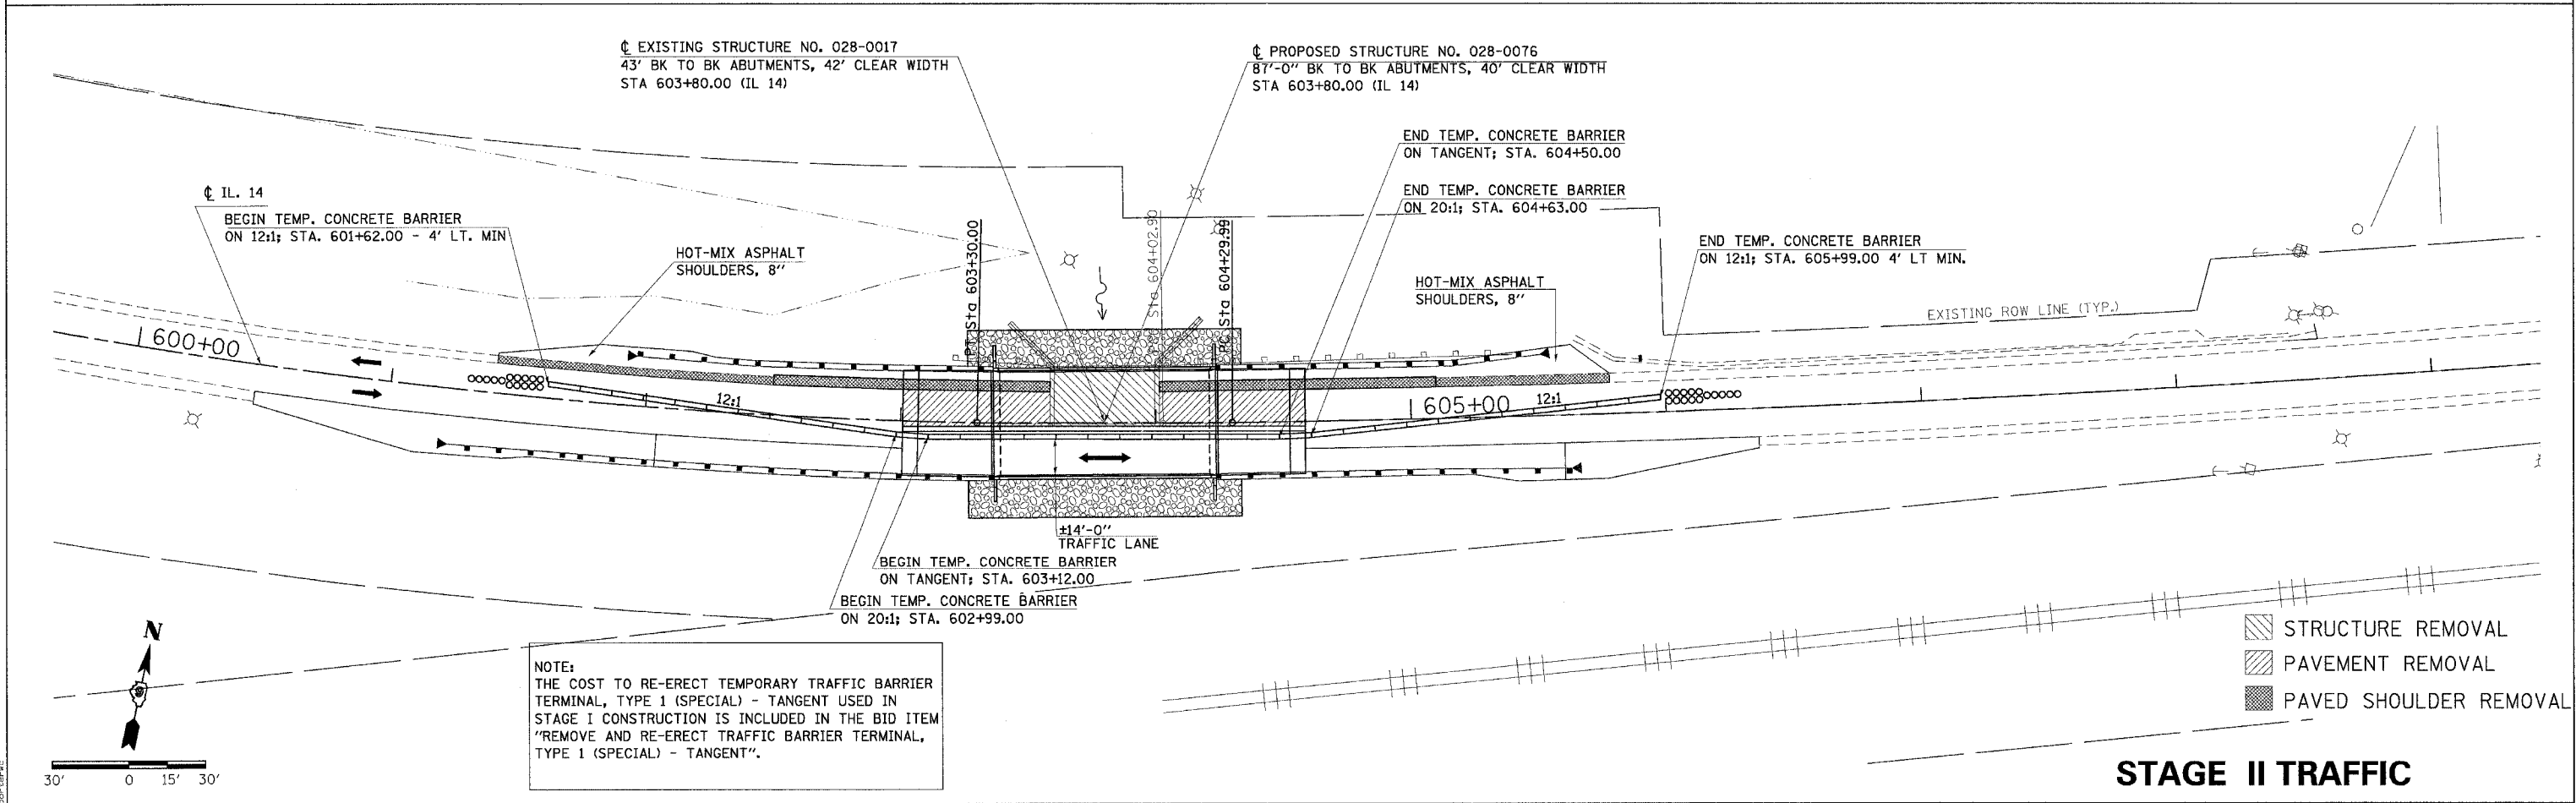 ℄ EXISTING STRUCTURE NO. 028-0017
43' BK TO BK ABUTMENTS, 42' CLEAR WIDTH
STA 603+80.00 (IL 14)
℄ PROPOSED STRUCTURE NO. 028-0076
87'-0" BK TO BK ABUTMENTS, 40' CLEAR WIDTH
STA 603+80.00 (IL 14)
END TEMP. CONCRETE BARRIER
ON TANGENT; STA. 604+50.00
END TEMP. CONCRETE BARRIER
ON 20:1; STA. 604+63.00
℄ IL. 14
BEGIN TEMP. CONCRETE BARRIER
ON 12:1; STA. 601+62.00 - 4' LT. MIN
HOT-MIX ASPHALT
SHOULDERS, 8"
PT Sta 603+30.00
Sta 604+02.90
PC Sta 604+29.99
END TEMP. CONCRETE BARRIER
ON 12:1; STA. 605+99.00 4' LT MIN.
HOT-MIX ASPHALT
SHOULDERS, 8"
EXISTING ROW LINE (TYP.)
600+00
12:1
605+00
12:1
±14'-0"
TRAFFIC LANE
BEGIN TEMP. CONCRETE BARRIER
ON TANGENT; STA. 603+12.00
BEGIN TEMP. CONCRETE BARRIER
ON 20:1; STA. 602+99.00
N
30' 0 15' 30'
NOTE:
THE COST TO RE-ERECT TEMPORARY TRAFFIC BARRIER
TERMINAL, TYPE 1 (SPECIAL) - TANGENT USED IN
STAGE I CONSTRUCTION IS INCLUDED IN THE BID ITEM
"REMOVE AND RE-ERECT TRAFFIC BARRIER TERMINAL,
TYPE 1 (SPECIAL) - TANGENT".
STRUCTURE REMOVAL
PAVEMENT REMOVAL
PAVED SHOULDER REMOVAL
STAGE II TRAFFIC